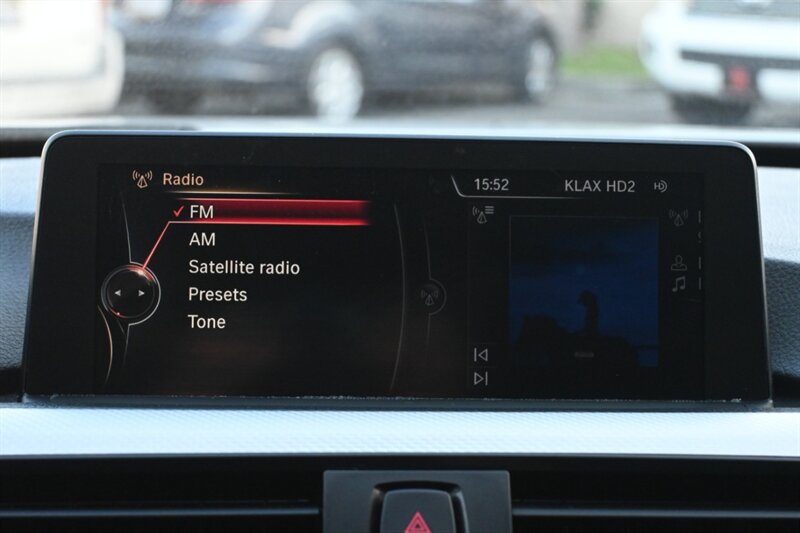 Radio
15:52 KLAX HD2
FM
AM
Satellite radio
Presets
Tone